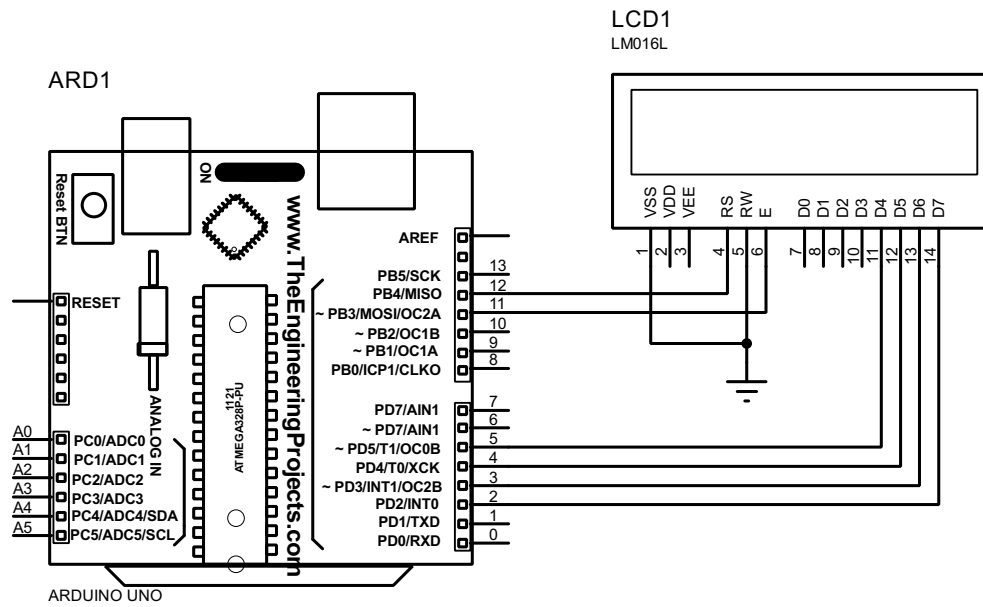 LCD1
LM016L
ARD1
VSS
VDD
VEE
RS
RW
E
D0
D1
D2
D3
D4
D5
D6
D7
1
2
3
4
5
6
7
8
9
10
11
12
13
14
Reset BTN
ON
www.TheEngineeringProjects.com
AREF
PB5/SCK 13
RESET
PB4/MISO 12
~ PB3/MOSI/OC2A 11
~ PB2/OC1B 10
~ PB1/OC1A 9
PB0/ICP1/CLKO 8
1121
ATMEGA328P-PU
ANALOG IN
PD7/AIN1 7
~ PD7/AIN1 6
~ PD5/T1/OC0B 5
PD4/T0/XCK 4
~ PD3/INT1/OC2B 3
PD2/INT0 2
PD1/TXD 1
PD0/RXD 0
A0 PC0/ADC0
A1 PC1/ADC1
A2 PC2/ADC2
A3 PC3/ADC3
A4 PC4/ADC4/SDA
A5 PC5/ADC5/SCL
ARDUINO UNO